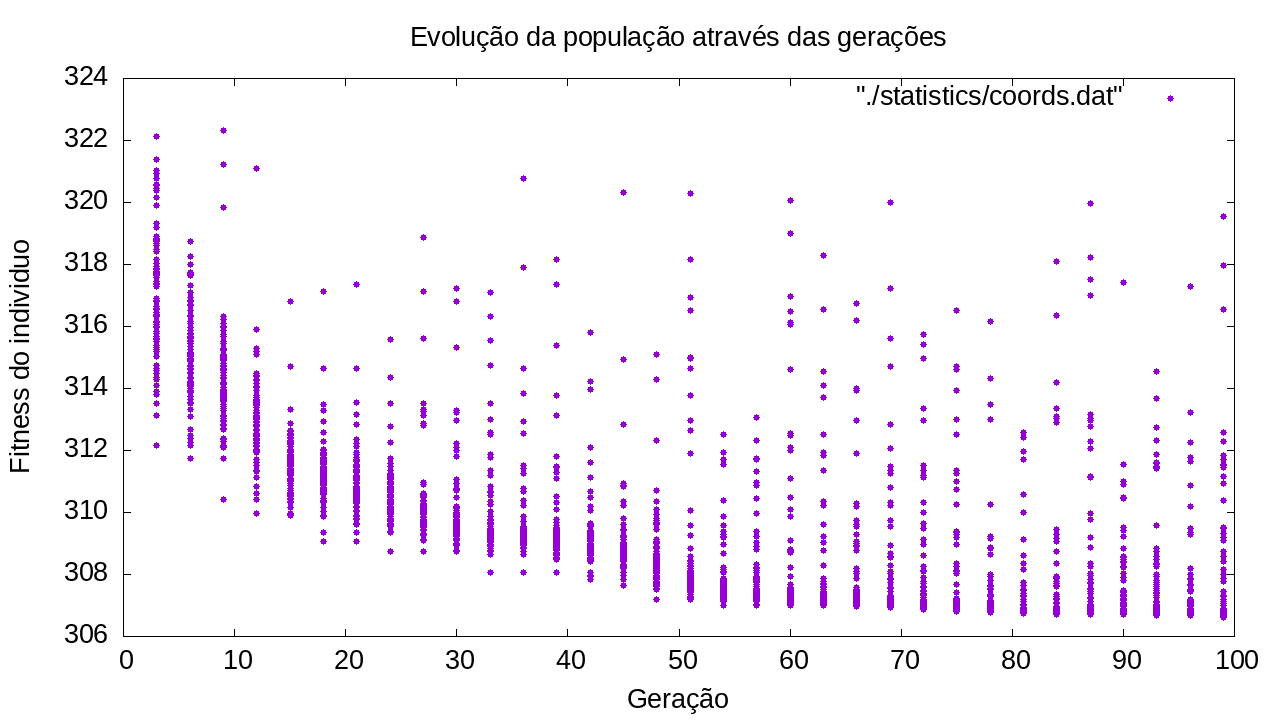 Evolução da população através das gerações
324
322
320
318
316
314
312
310
308
306
"./statistics/coords.dat"
Fitness do individuo
0 10 20 30 40 50 60 70 80 90 100
Geração